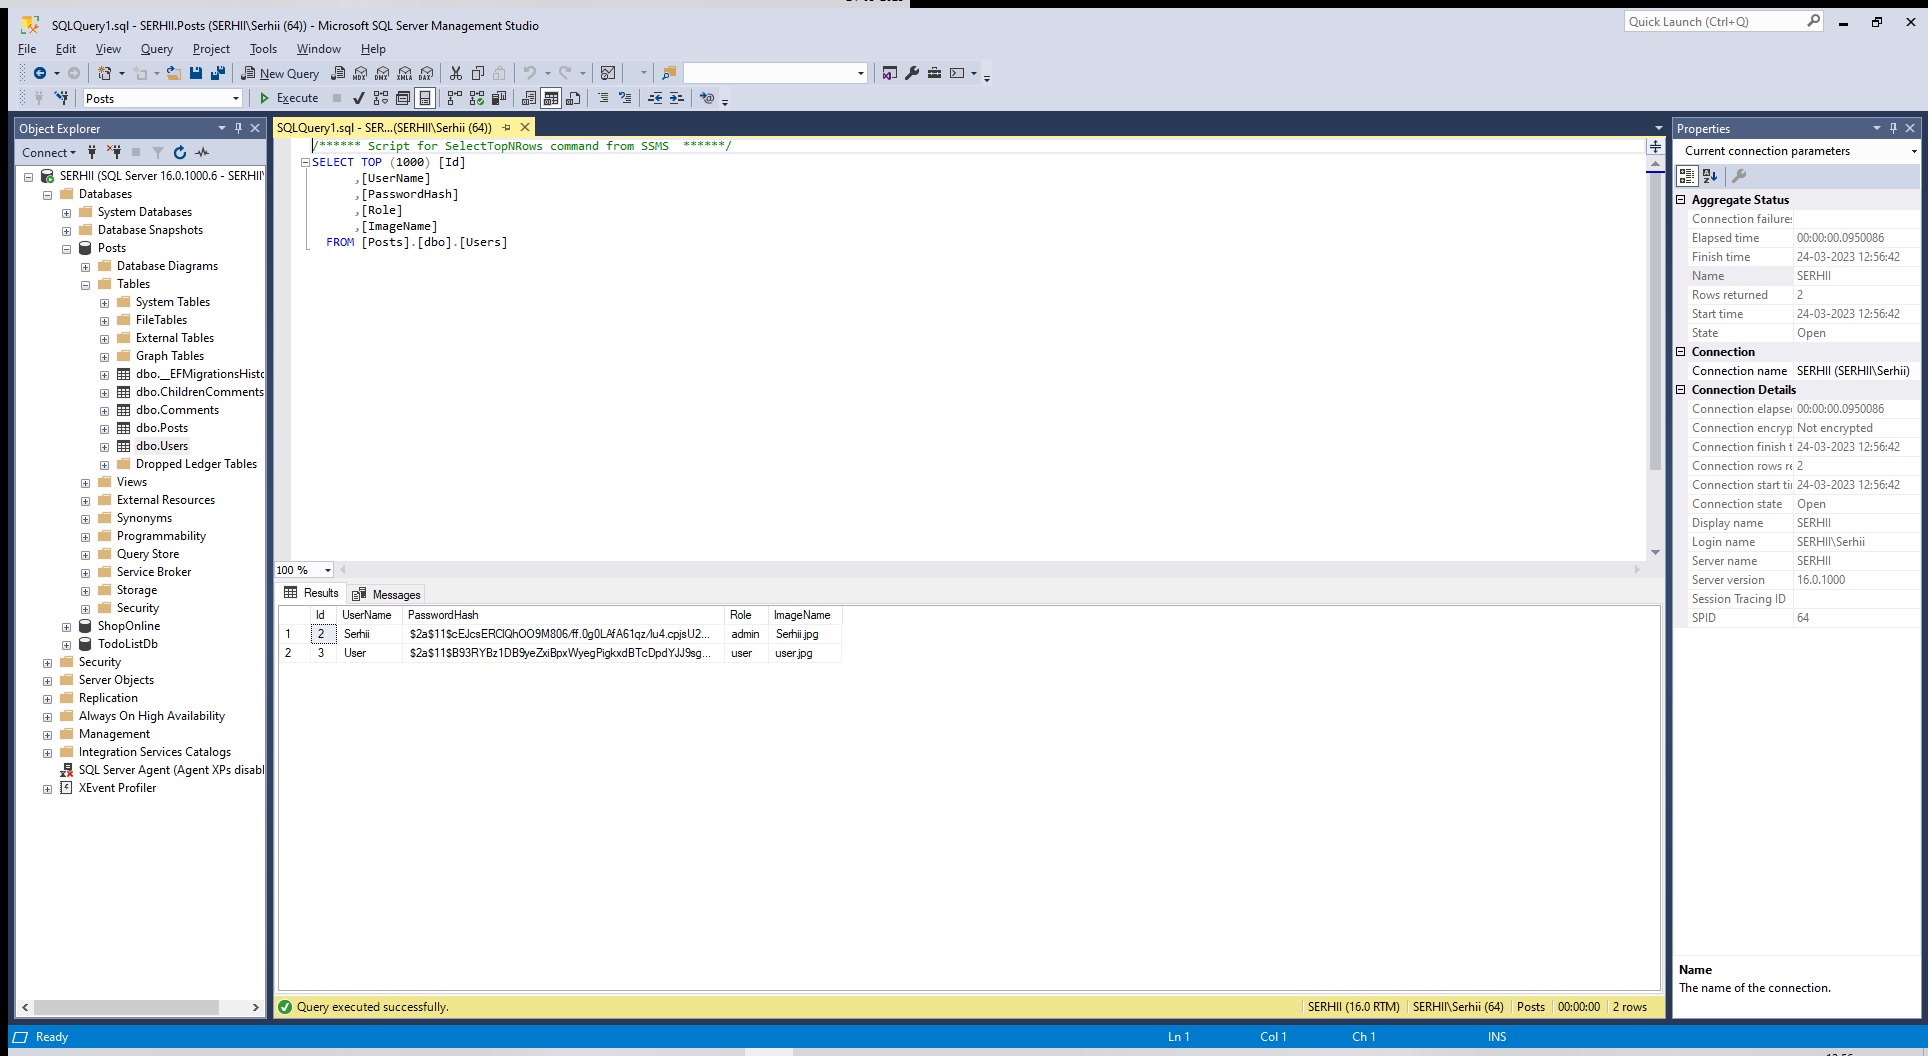 SQLQuery1.sql - SERHII.Posts (SERHII\Serhii (64)) - Microsoft SQL Server Management Studio
Quick Launch (Ctrl+Q)
File Edit View Query Project Tools Window Help
New Query MDX DMX XMLA DAX
Posts Execute
Object Explorer
Connect
SERHII (SQL Server 16.0.1000.6 - SERHII\
Databases
System Databases
Database Snapshots
Posts
Database Diagrams
Tables
System Tables
FileTables
External Tables
Graph Tables
dbo.__EFMigrationsHisto
dbo.ChildrenComments
dbo.Comments
dbo.Posts
dbo.Users
Dropped Ledger Tables
Views
External Resources
Synonyms
Programmability
Query Store
Service Broker
Storage
Security
ShopOnline
TodoListDb
Security
Server Objects
Replication
Always On High Availability
Management
Integration Services Catalogs
SQL Server Agent (Agent XPs disabl
XEvent Profiler
SQLQuery1.sql - SER...(SERHII\Serhii (64))
/****** Script for SelectTopNRows command from SSMS ******/
SELECT TOP (1000) [Id]
,[UserName]
,[PasswordHash]
,[Role]
,[ImageName]
FROM [Posts].[dbo].[Users]
100 %
Results Messages
Id UserName PasswordHash Role ImageName
1 2 Serhii $2a$11$cEJcsERClQhOO9M806/ff.0g0LAfA61qz/Iu4.cpjsU2... admin Serhii.jpg
2 3 User $2a$11$B93RYBz1DB9yeZxiBpxWyegPigkxdBTcDpdYJJ9sg... user user.jpg
Query executed successfully.
SERHII (16.0 RTM) SERHII\Serhii (64) Posts 00:00:00 2 rows
Properties
Current connection parameters
Aggregate Status
Connection failures
Elapsed time 00:00:00.0950086
Finish time 24-03-2023 12:56:42
Name SERHII
Rows returned 2
Start time 24-03-2023 12:56:42
State Open
Connection
Connection name SERHII (SERHII\Serhii)
Connection Details
Connection elapse 00:00:00.0950086
Connection encryp Not encrypted
Connection finish t 24-03-2023 12:56:42
Connection rows re 2
Connection start ti 24-03-2023 12:56:42
Connection state Open
Display name SERHII
Login name SERHII\Serhii
Server name SERHII
Server version 16.0.1000
Session Tracing ID
SPID 64
Name
The name of the connection.
Ready Ln 1 Col 1 Ch 1 INS